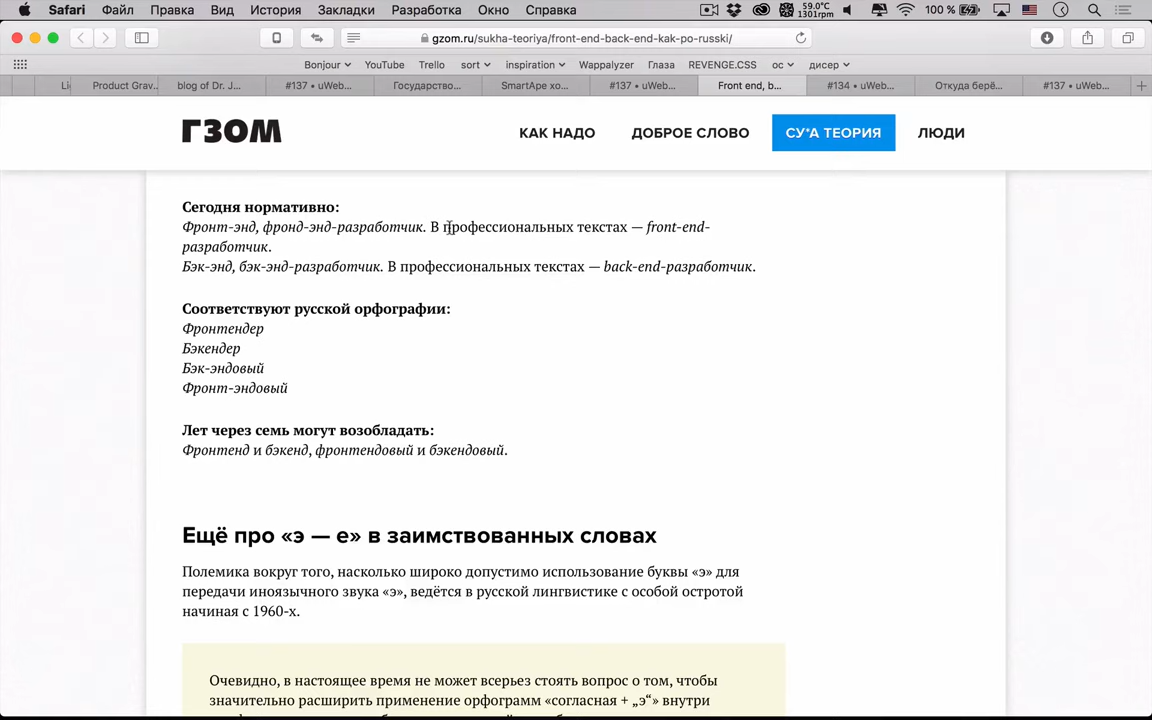 Safari Файл Правка Вид История Закладки Разработка Окно Справка 59.0°C 1301rpm 100 %
gzom.ru/sukha-teoriya/front-end-back-end-kak-po-russki/
Bonjour YouTube Trello sort inspiration Wappalyzer Глаза REVENGE.CSS ос дисер
Li Product Grav... blog of Dr. J... #137 • uWeb... Государство... SmartApe хо... #137 • uWeb... Front end, b... #134 • uWeb... Откуда берё... #137 • uWeb...
ГЗОМ КАК НАДО ДОБРОЕ СЛОВО СУ*А ТЕОРИЯ ЛЮДИ
Сегодня нормативно:
Фронт-энд, фронд-энд-разработчик. В профессиональных текстах — front-end-
разработчик.
Бэк-энд, бэк-энд-разработчик. В профессиональных текстах — back-end-разработчик.
Соответствуют русской орфографии:
Фронтендер
Бэкендер
Бэк-эндовый
Фронт-эндовый
Лет через семь могут возобладать:
Фронтенд и бэкенд, фронтендовый и бэкендовый.
Ещё про «э — е» в заимствованных словах
Полемика вокруг того, насколько широко допустимо использование буквы «э» для
передачи иноязычного звука «э», ведётся в русской лингвистике с особой остротой
начиная с 1960-х.
Очевидно, в настоящее время не может всерьез стоять вопрос о том, чтобы
значительно расширить применение орфограмм «согласная + „э“» внутри